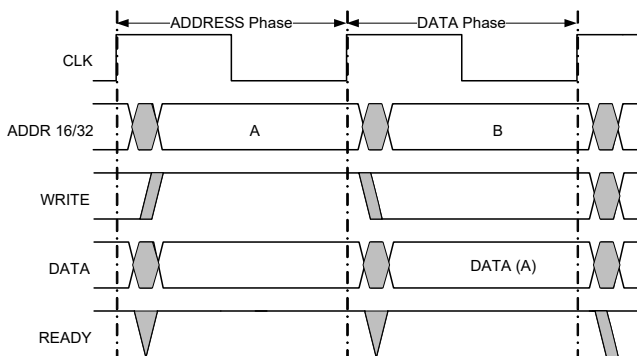 ADDRESS Phase DATA Phase
CLK
ADDR 16/32 A B
WRITE
DATA DATA (A)
READY